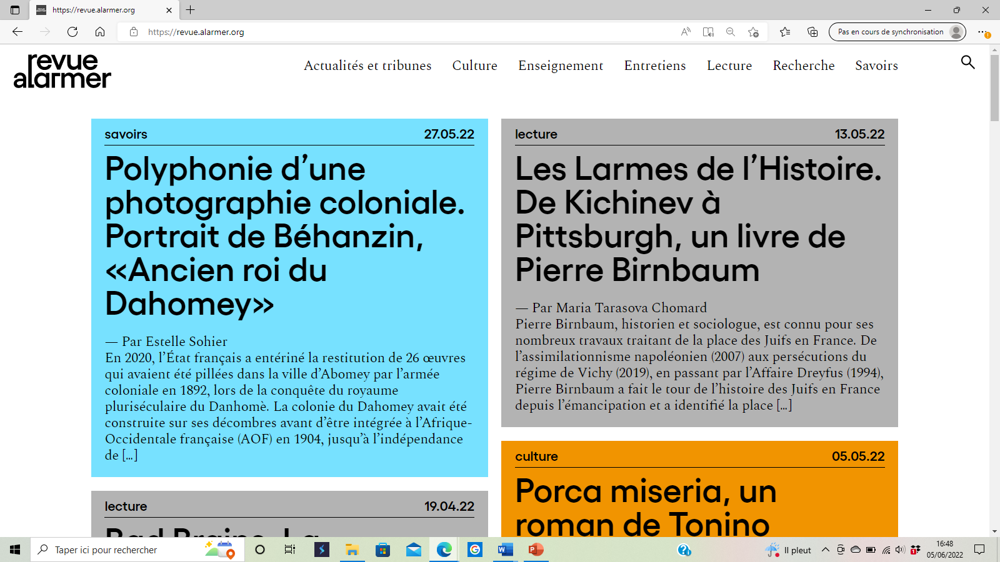 https://revue.alarmer.org
https://revue.alarmer.org
Pas en cours de synchronisation
revue
alarmer
Actualités et tribunes Culture Enseignement Entretiens Lecture Recherche Savoirs
savoirs 27.05.22
Polyphonie d’une
photographie coloniale.
Portrait de Béhanzin,
«Ancien roi du
Dahomey»
— Par Estelle Sohier
En 2020, l’État français a entériné la restitution de 26 œuvres
qui avaient été pillées dans la ville d’Abomey par l’armée
coloniale en 1892, lors de la conquête du royaume
pluriséculaire du Danhomè. La colonie du Dahomey avait été
construite sur ses décombres avant d’être intégrée à l’Afrique-
Occidentale française (AOF) en 1904, jusqu’à l’indépendance
de [...]
lecture 13.05.22
Les Larmes de l’Histoire.
De Kichinev à
Pittsburgh, un livre de
Pierre Birnbaum
— Par Maria Tarasova Chomard
Pierre Birnbaum, historien et sociologue, est connu pour ses
nombreux travaux traitant de la place des Juifs en France. De
l’assimilationnisme napoléonien (2007) aux persécutions du
régime de Vichy (2019), en passant par l’Affaire Dreyfus (1994),
Pierre Birnbaum a fait le tour de l’histoire des Juifs en France
depuis l’émancipation et a identifié la place [...]
culture 05.05.22
Porca miseria, un
roman de Tonino
lecture 19.04.22
Bad Brains. La
Taper ici pour rechercher
Il pleut
16:48
05/06/2022